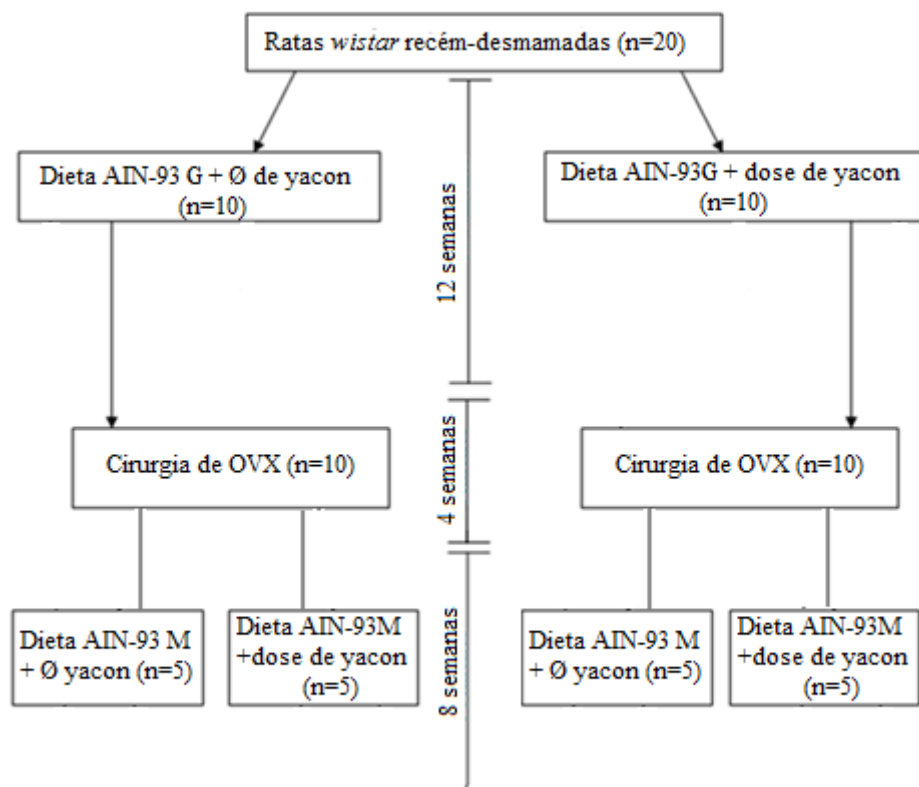 Ratas wistar recém-desmamadas (n=20)
Dieta AIN-93 G + Ø de yacon
(n=10)
12 semanas
Dieta AIN-93G + dose de yacon
(n=10)
Cirurgia de OVX (n=10)
4 semanas
Cirurgia de OVX (n=10)
Dieta AIN-93 M
+ Ø yacon (n=5)
Dieta AIN-93M
+dose de yacon
(n=5)
8 semanas
Dieta AIN-93 M
+ Ø yacon (n=5)
Dieta AIN-93M
+dose de yacon
(n=5)